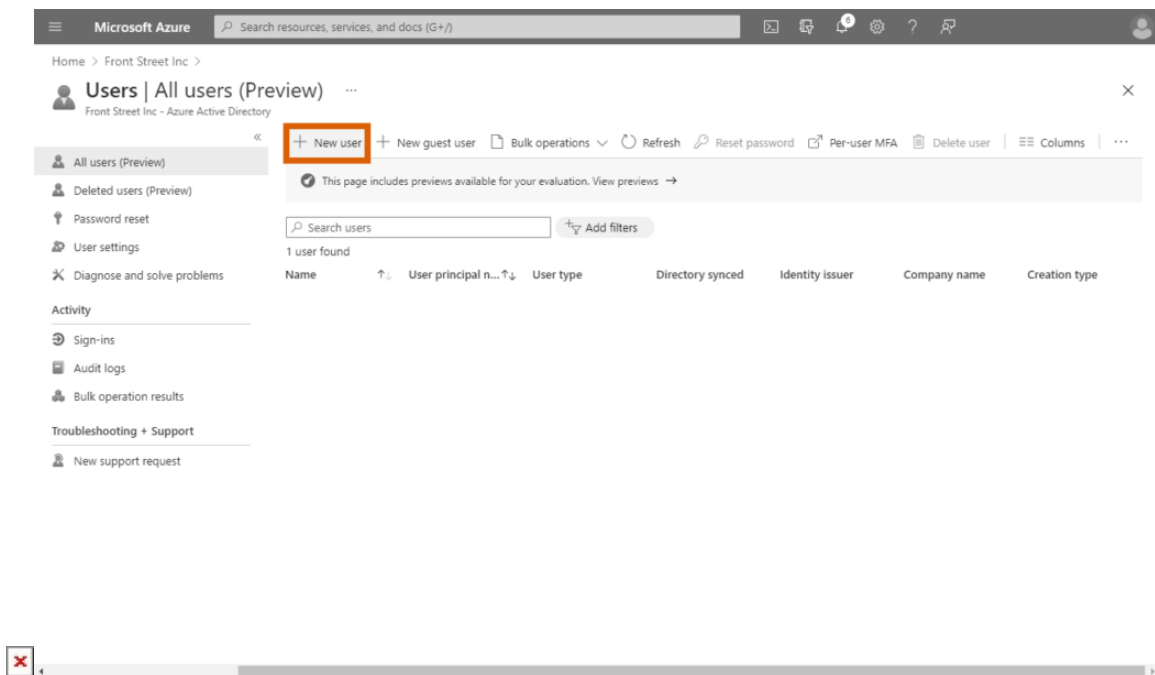 Microsoft Azure
Search resources, services, and docs (G+/)
6
Home > Front Street Inc >
Users | All users (Preview) ...
Front Street Inc - Azure Active Directory
All users (Preview)
Deleted users (Preview)
Password reset
User settings
Diagnose and solve problems
Activity
Sign-ins
Audit logs
Bulk operation results
Troubleshooting + Support
New support request
New user New guest user Bulk operations Refresh Reset password Per-user MFA Delete user Columns ...
This page includes previews available for your evaluation. View previews →
Search users Add filters
1 user found
Name User principal n... User type Directory synced Identity issuer Company name Creation type